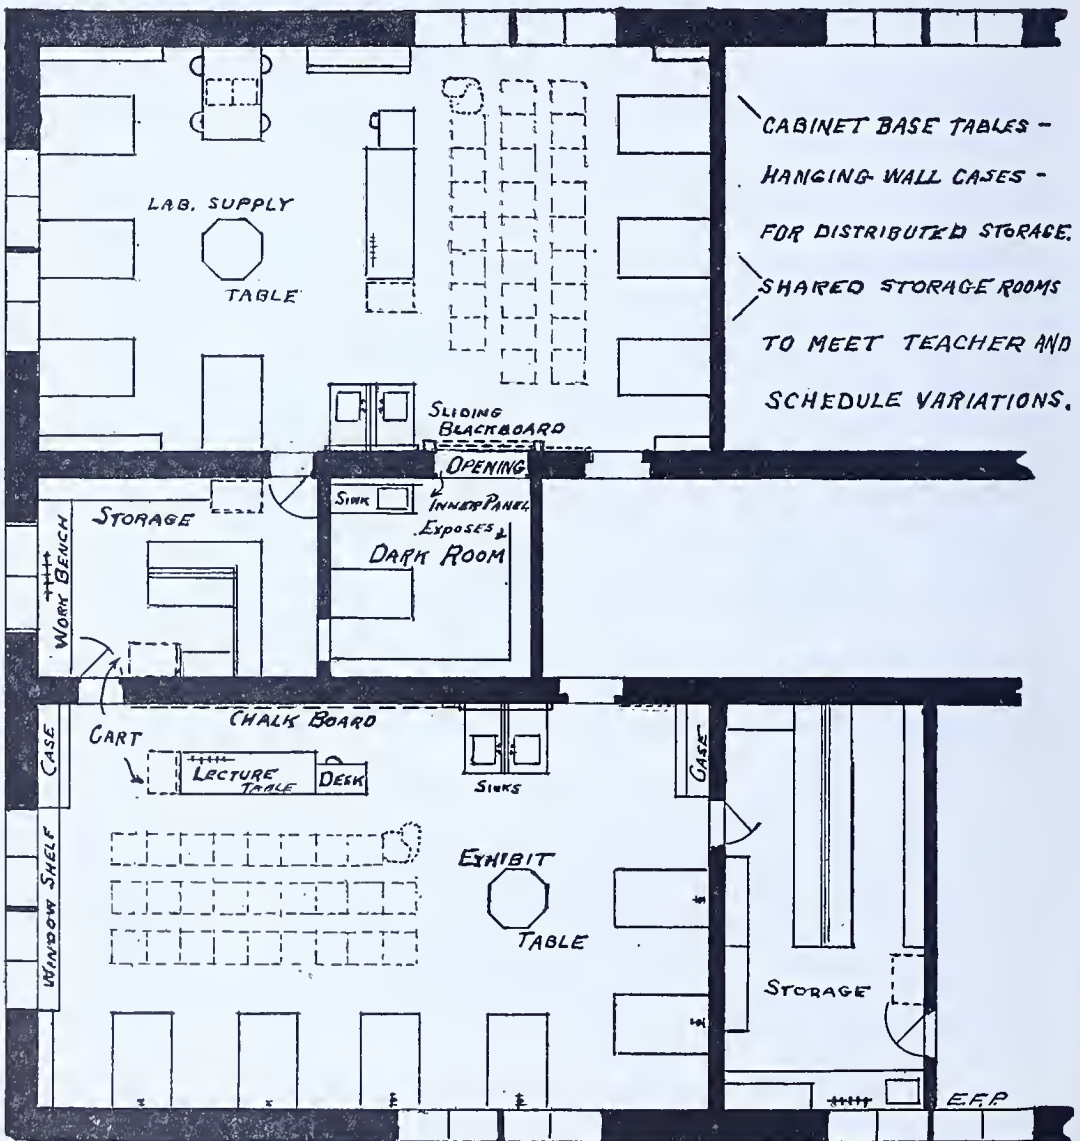 CABINET BASE TABLES -
HANGING WALL CASES -
FOR DISTRIBUTED STORAGE.
SHARED STORAGE ROOMS
TO MEET TEACHER AND
SCHEDULE VARIATIONS.
LAB. SUPPLY
TABLE
SLIDING
BLACKBOARD
OPENING
SINK
INNER PANEL
EXPOSES
DARK ROOM
STORAGE
WORK BENCH
CART
CHALK BOARD
CASE
LECTURE
TABLE
DESK
SINKS
CASE
WINDOW SHELF
EXHIBIT
TABLE
STORAGE
E.F.P.